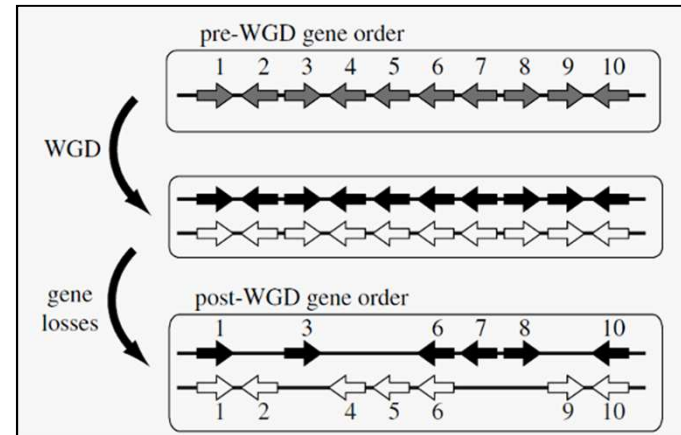 pre-WGD gene order
1 2 3 4 5 6 7 8 9 10
WGD
gene
losses
post-WGD gene order
1 3 6 7 8 10
1 2 4 5 6 9 10